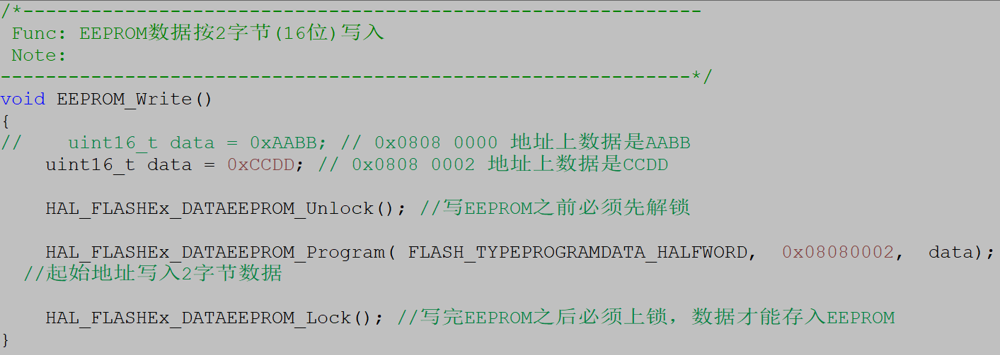 /*------------------------------------------------------------
Func: EEPROM数据按2字节(16位)写入
Note:
-------------------------------------------------------------*/
void EEPROM_Write()
{
//    uint16_t data = 0xAABB; // 0x0808 0000 地址上数据是AABB
    uint16_t data = 0xCCDD; // 0x0808 0002 地址上数据是CCDD
    HAL_FLASHEx_DATAEEPROM_Unlock(); //写EEPROM之前必须先解锁
    HAL_FLASHEx_DATAEEPROM_Program( FLASH_TYPEPROGRAMDATA_HALFWORD,  0x08080002,  data);
  //起始地址写入2字节数据
    HAL_FLASHEx_DATAEEPROM_Lock(); //写完EEPROM之后必须上锁，数据才能存入EEPROM
}